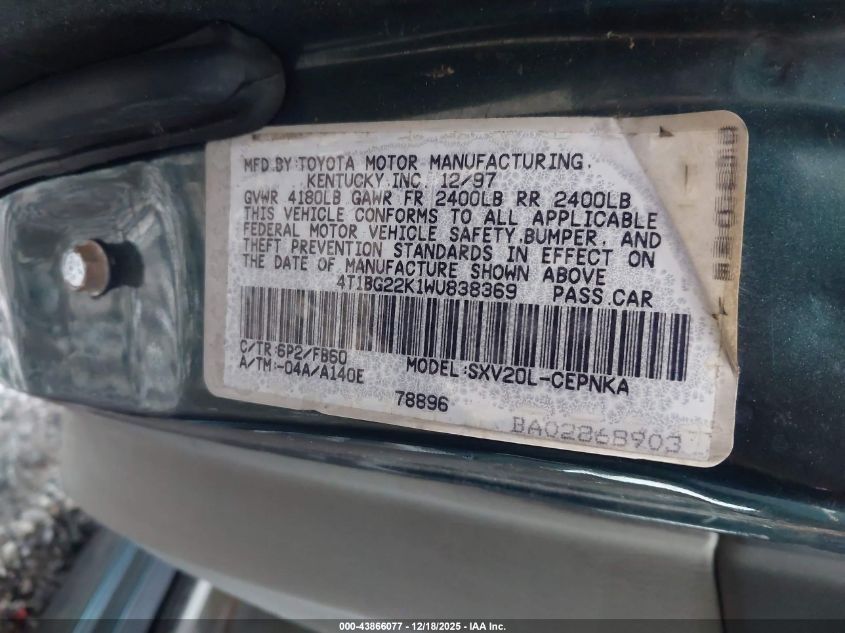 MFD.BY:TOYOTA MOTOR MANUFACTURING.
KENTUCKY.INC 12/97
GVWR 4180LB GAWR FR 2400LB RR 2400LB
THIS VEHICLE CONFORMS TO ALL APPLICABLE
FEDERAL MOTOR VEHICLE SAFETY,BUMPER, AND
THEFT PREVENTION STANDARDS IN EFFECT ON
THE DATE OF MANUFACTURE SHOWN ABOVE
4T1BG22K1WU838369 PASS.CAR
C/TR:6P2/FB60
A/TM:-04A/A140E MODEL:SXV20L-CEPNKA
78896
BA02868903
000-43866077 - 12/18/2025 - IAA Inc.